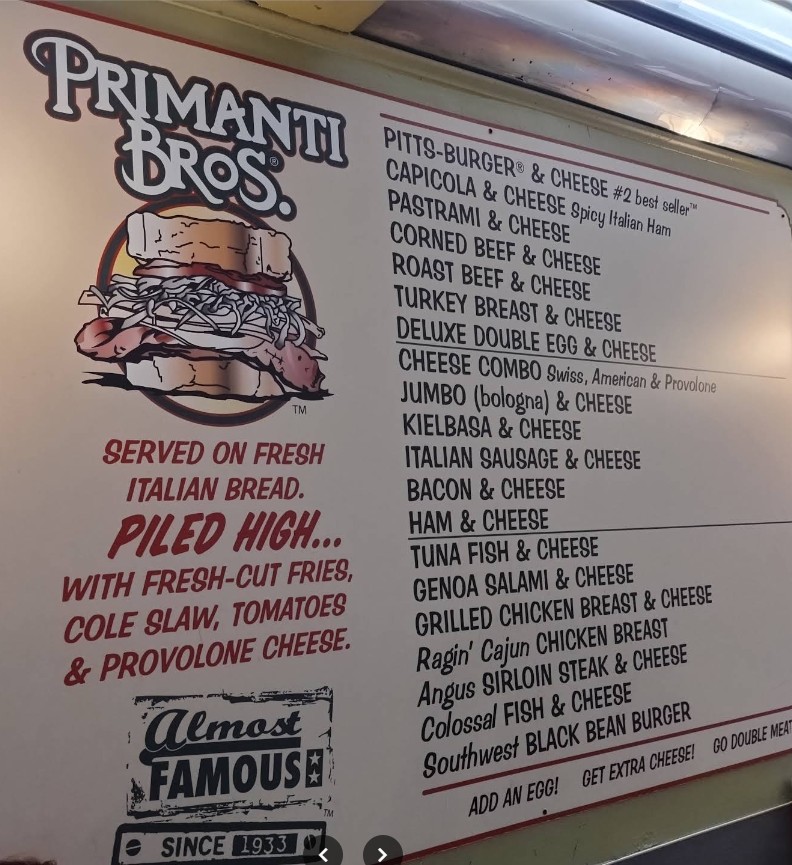 PRIMANTI
BROS.®
TM
SERVED ON FRESH
ITALIAN BREAD.
PILED HIGH...
WITH FRESH-CUT FRIES,
COLE SLAW, TOMATOES
& PROVOLONE CHEESE.
Almost
FAMOUS
TM
SINCE 1933
PITTS-BURGER® & CHEESE #2 best seller™
CAPICOLA & CHEESE Spicy Italian Ham
PASTRAMI & CHEESE
CORNED BEEF & CHEESE
ROAST BEEF & CHEESE
TURKEY BREAST & CHEESE
DELUXE DOUBLE EGG & CHEESE
CHEESE COMBO Swiss, American & Provolone
JUMBO (bologna) & CHEESE
KIELBASA & CHEESE
ITALIAN SAUSAGE & CHEESE
BACON & CHEESE
HAM & CHEESE
TUNA FISH & CHEESE
GENOA SALAMI & CHEESE
GRILLED CHICKEN BREAST & CHEESE
Ragin' Cajun CHICKEN BREAST
Angus SIRLOIN STEAK & CHEESE
Colossal FISH & CHEESE
Southwest BLACK BEAN BURGER
ADD AN EGG! GET EXTRA CHEESE! GO DOUBLE MEAT